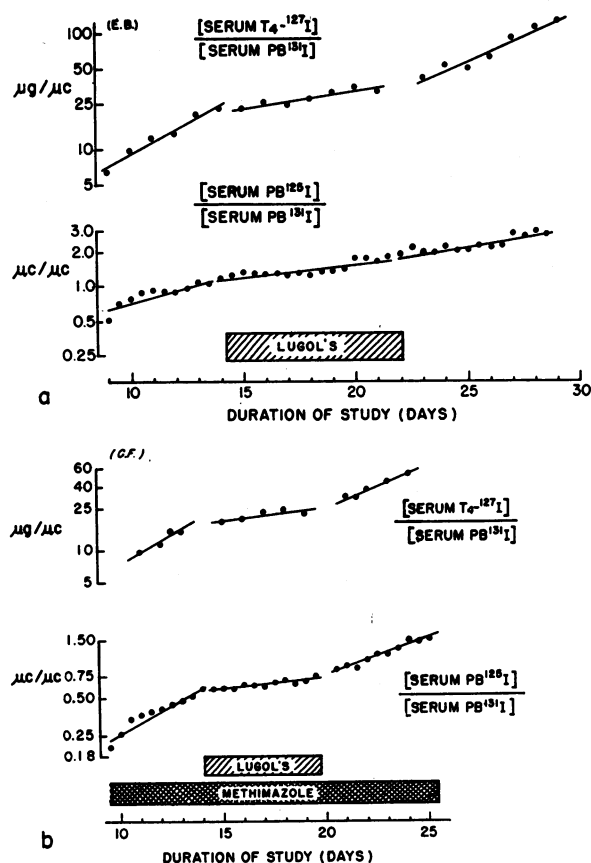 (E.B.)
[SERUM T₄-¹²⁷I]
[SERUM PB¹³¹I]
100
μg/μc
50
25
10
5
[SERUM PB¹²⁵I]
[SERUM PB¹³¹I]
3.0
2.0
μc/μc
1.0
0.5
0.25
LUGOL'S
10 15 20 25 30
a
DURATION OF STUDY (DAYS)
(G.F.)
60
40
25
μg/μc
10
5
[SERUM T₄-¹²⁷I]
[SERUM PB¹³¹I]
1.50
μc/μc
0.75
0.50
0.25
0.18
[SERUM PB¹²⁵I]
[SERUM PB¹³¹I]
LUGOL'S
METHIMAZOLE
10 15 20 25
b
DURATION OF STUDY (DAYS)